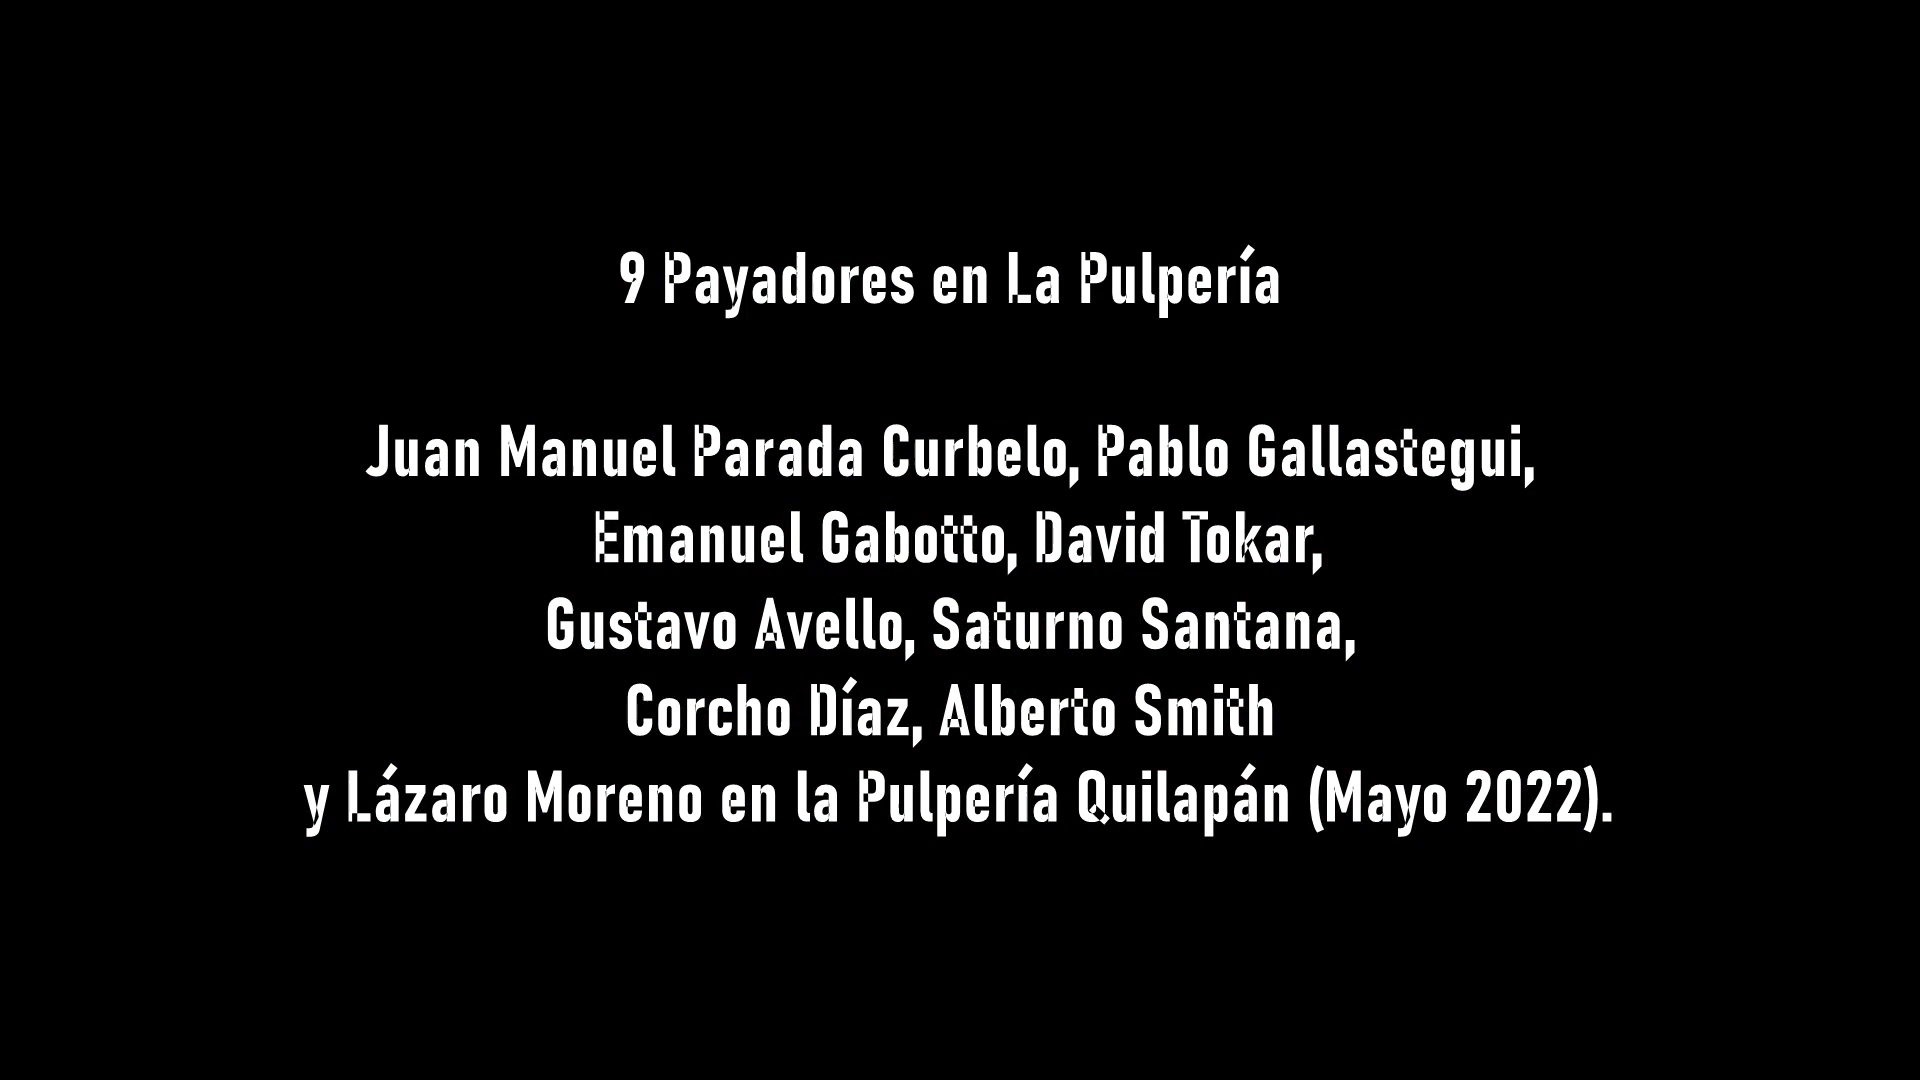 9 Payadores en La Pulpería
Juan Manuel Parada Curbelo, Pablo Gallastegui,
Emanuel Gabotto, David Tokar,
Gustavo Avello, Saturno Santana,
Corcho Díaz, Alberto Smith
y Lázaro Moreno en la Pulpería Quilapán (Mayo 2022).